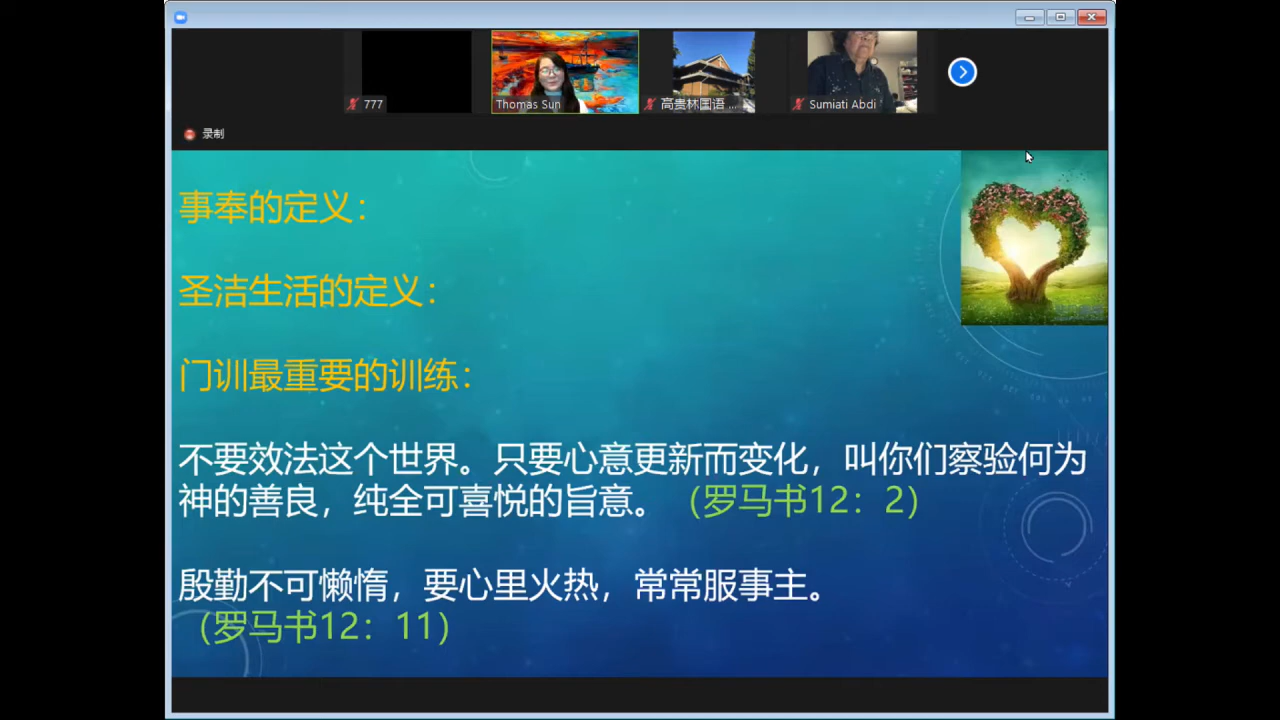 777
Thomas Sun
高贵林国语 ...
Sumiati Abdi
录制
事奉的定义：
圣洁生活的定义：
门训最重要的训练：
不要效法这个世界。只要心意更新而变化，叫你们察验何为
神的善良，纯全可喜悦的旨意。 （罗马书12：2）
殷勤不可懒惰，要心里火热，常常服事主。
（罗马书12：11）